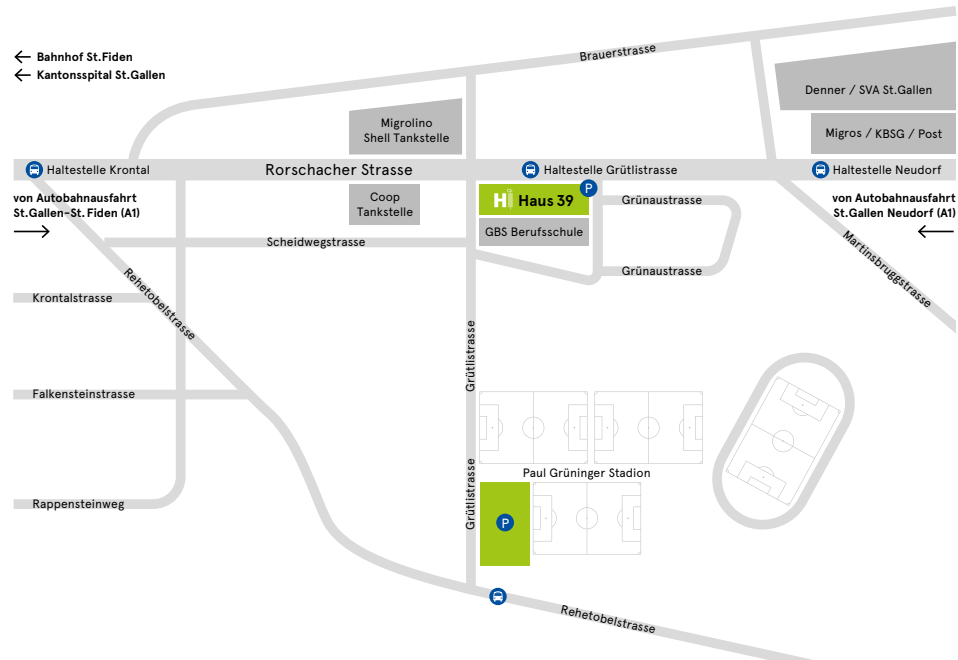 Brauerstrasse
← Bahnhof St.Fiden
← Kantonsspital St.Gallen
Denner / SVA St.Gallen
Migrolino
Shell Tankstelle
Migros / KBSG / Post
Haltestelle Krontal
Rorschacher Strasse
Haltestelle Grütlistrasse
Haltestelle Neudorf
von Autobahnausfahrt
St.Gallen–St.Fiden (A1)
→
Coop
Tankstelle
Hi Haus 39
P
Grünaustrasse
von Autobahnausfahrt
St.Gallen Neudorf (A1)
←
GBS Berufsschule
Scheidwegstrasse
Grünaustrasse
Martinsbruggstrasse
Krontalstrasse
Rehetobelstrasse
Grütlistrasse
Falkensteinstrasse
Paul Grüninger Stadion
Grütlistrasse
Rappensteinweg
P
Rehetobelstrasse